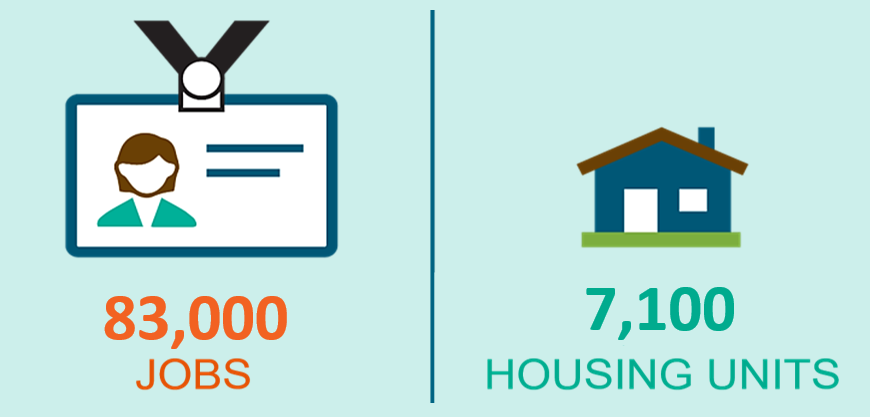 83,000
JOBS
7,100
HOUSING UNITS